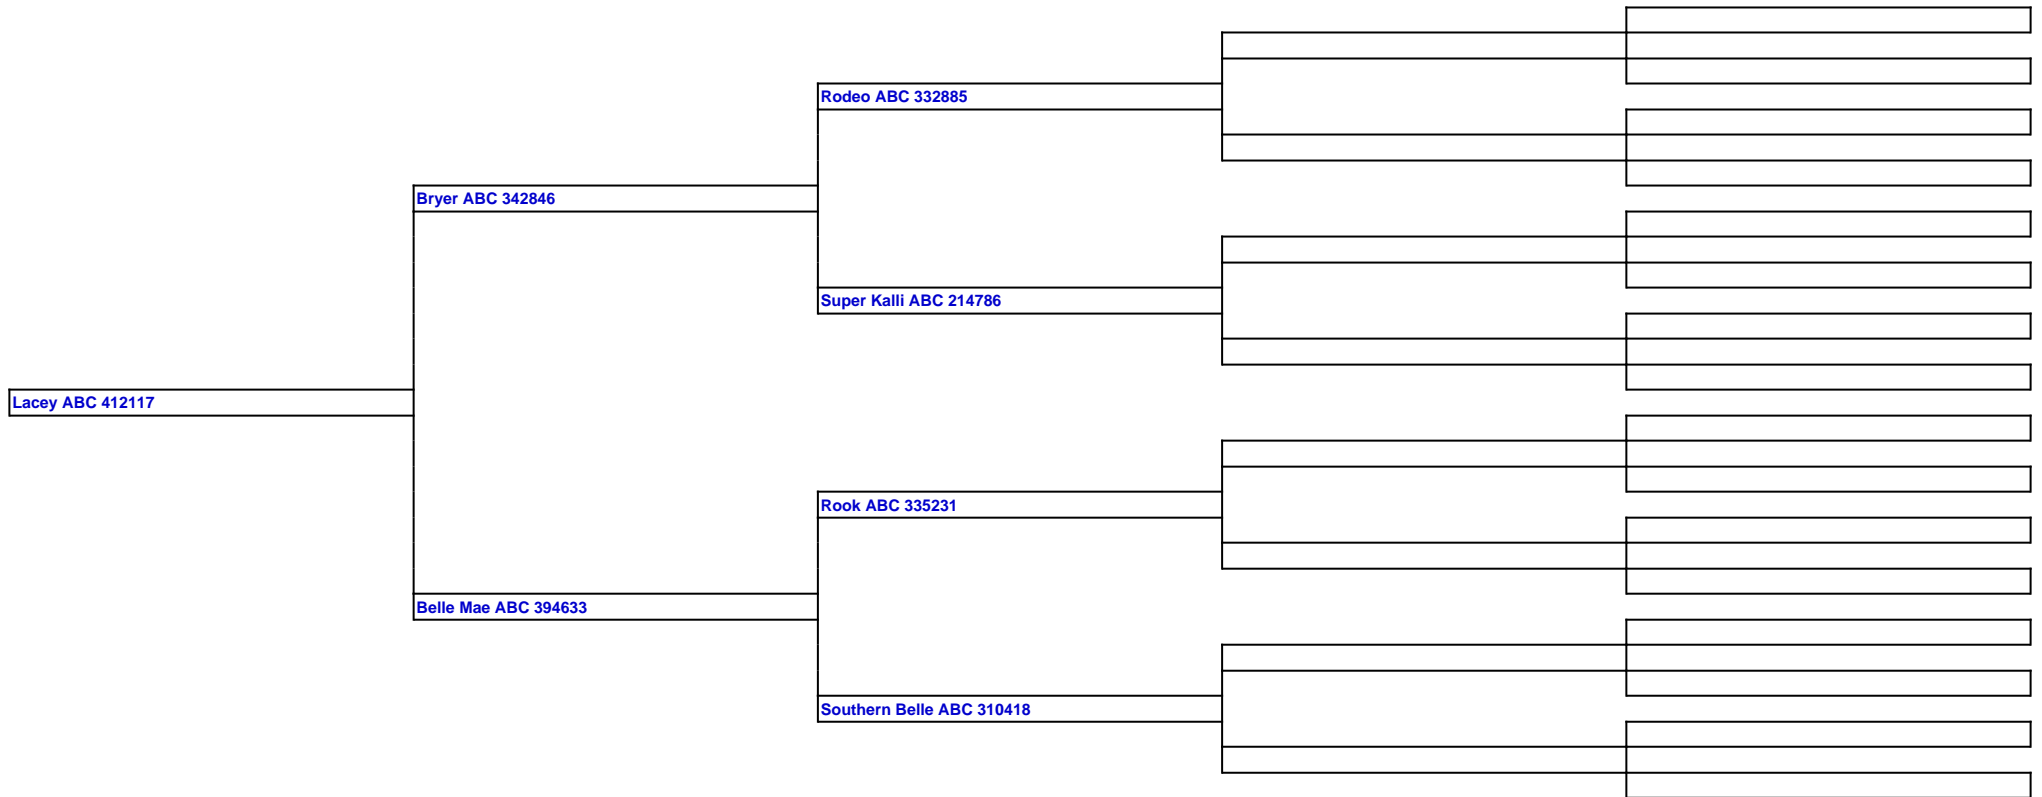 Rodeo ABC 332885
Bryer ABC 342846
Super Kalli ABC 214786
Lacey ABC 412117
Rook ABC 335231
Belle Mae ABC 394633
Southern Belle ABC 310418